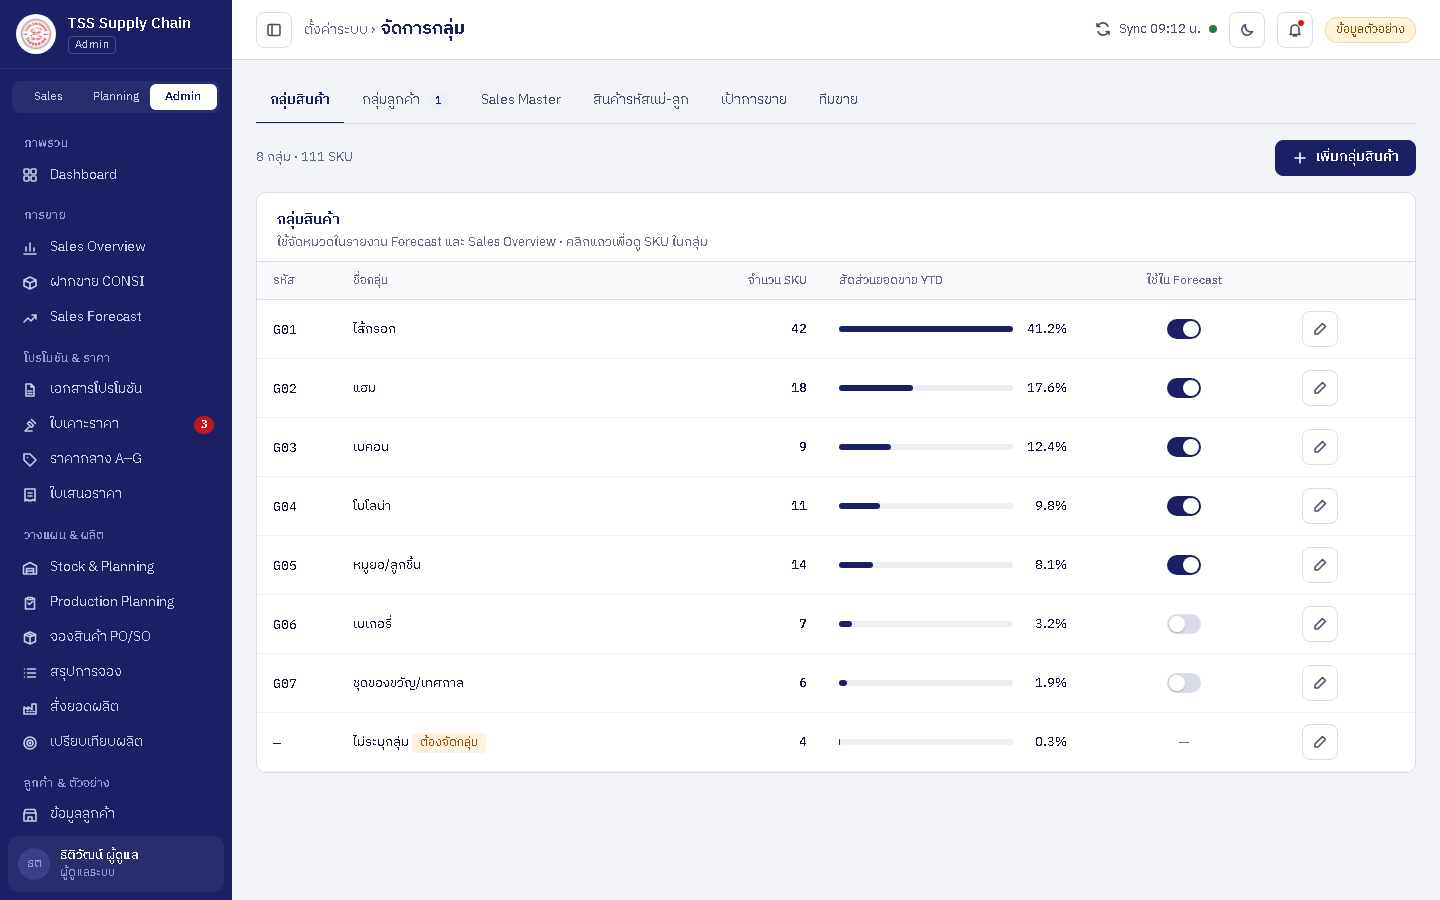 TSS Supply Chain
Admin
Sales Planning Admin
ภาพรวม
Dashboard
การขาย
Sales Overview
ฝากขาย CONSI
Sales Forecast
โปรโมชัน & ราคา
เอกสารโปรโมชัน
ใบเคาะราคา 3
ราคากลาง A–G
ใบเสนอราคา
วางแผน & ผลิต
Stock & Planning
Production Planning
จองสินค้า PO/SO
สรุปการจอง
สั่งยอดผลิต
เปรียบเทียบผลิต
ลูกค้า & ตัวอย่าง
ข้อมูลลูกค้า
ธต
ธิติวัฒน์ ผู้ดูแล
ผู้ดูแลระบบ
ตั้งค่าระบบ › จัดการกลุ่ม
Sync 09:12 น.
ข้อมูลตัวอย่าง
กลุ่มสินค้า กลุ่มลูกค้า 1 Sales Master สินค้ารหัสแม่-ลูก เป้าการขาย ทีมขาย
8 กลุ่ม · 111 SKU
เพิ่มกลุ่มสินค้า
กลุ่มสินค้า
ใช้จัดหมวดในรายงาน Forecast และ Sales Overview · คลิกแถวเพื่อดู SKU ในกลุ่ม
รหัส ชื่อกลุ่ม จำนวน SKU สัดส่วนยอดขาย YTD ใช้ใน Forecast
G01 ไส้กรอก 42 41.2%
G02 แฮม 18 17.6%
G03 เบคอน 9 12.4%
G04 โบโลน่า 11 9.8%
G05 หมูยอ/ลูกชิ้น 14 8.1%
G06 เบเกอรี่ 7 3.2%
G07 ชุดของขวัญ/เทศกาล 6 1.9%
— ไม่ระบุกลุ่ม ต้องจัดกลุ่ม 4 0.3% —